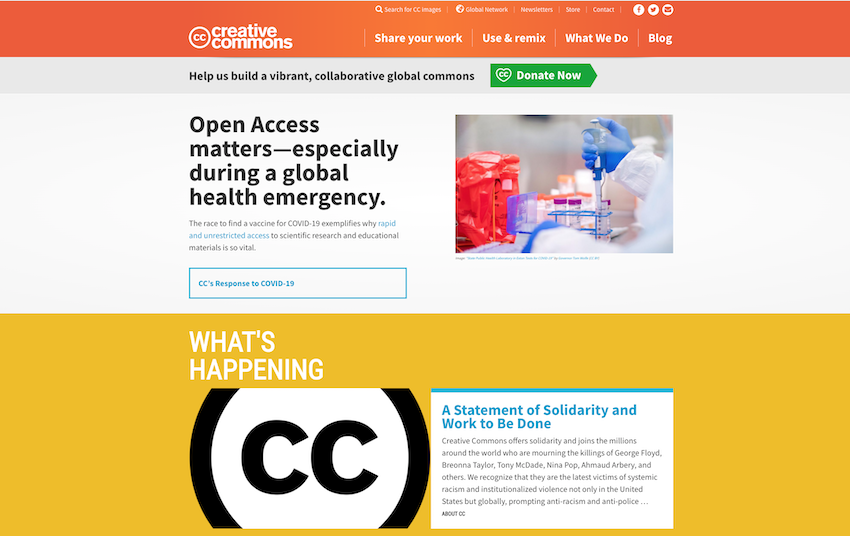 Search for CC images
Global Network
Newsletters
Store
Contact
cc creative
commons
Share your work
Use & remix
What We Do
Blog
Help us build a vibrant, collaborative global commons
cc Donate Now
Open Access
matters—especially
during a global
health emergency.
The race to find a vaccine for COVID-19 exemplifies why rapid
and unrestricted access to scientific research and educational
materials is so vital.
CC's Response to COVID-19
WHAT'S
HAPPENING
CC
A Statement of Solidarity and
Work to Be Done
Creative Commons offers solidarity and joins the millions
around the world who are mourning the killings of George Floyd,
Breonna Taylor, Tony McDade, Nina Pop, Ahmaud Arbery, and
others. We recognize that they are the latest victims of systemic
racism and institutionalized violence not only in the United
States but globally, prompting anti-racism and anti-police …
ABOUT CC